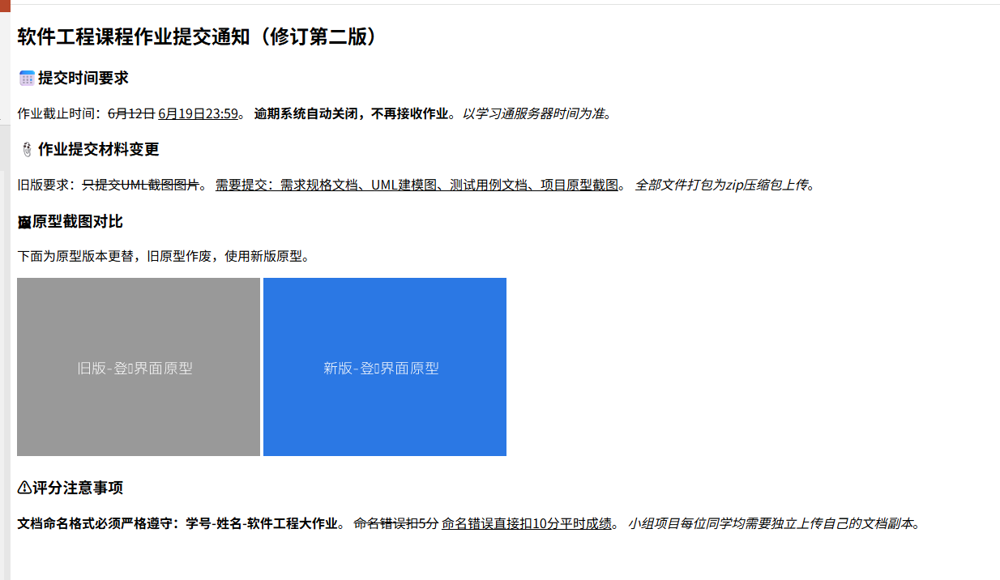 软件工程课程作业提交通知（修订第二版）
提交时间要求
作业截止时间：6月12日 6月19日23:59。 逾期系统自动关闭，不再接收作业。以学习通服务器时间为准。
作业提交材料变更
旧版要求：只提交UML截图图片。 需要提交：需求规格文档、UML建模图、测试用例文档、项目原型截图。 全部文件打包为zip压缩包上传。
原型截图对比
下面为原型版本更替，旧原型作废，使用新版原型。
旧版-登▯界面原型
新版-登▯界面原型
⚠评分注意事项
文档命名格式必须严格遵守：学号-姓名-软件工程大作业。 命名错误扣5分 命名错误直接扣10分平时成绩。 小组项目每位同学均需要独立上传自己的文档副本。